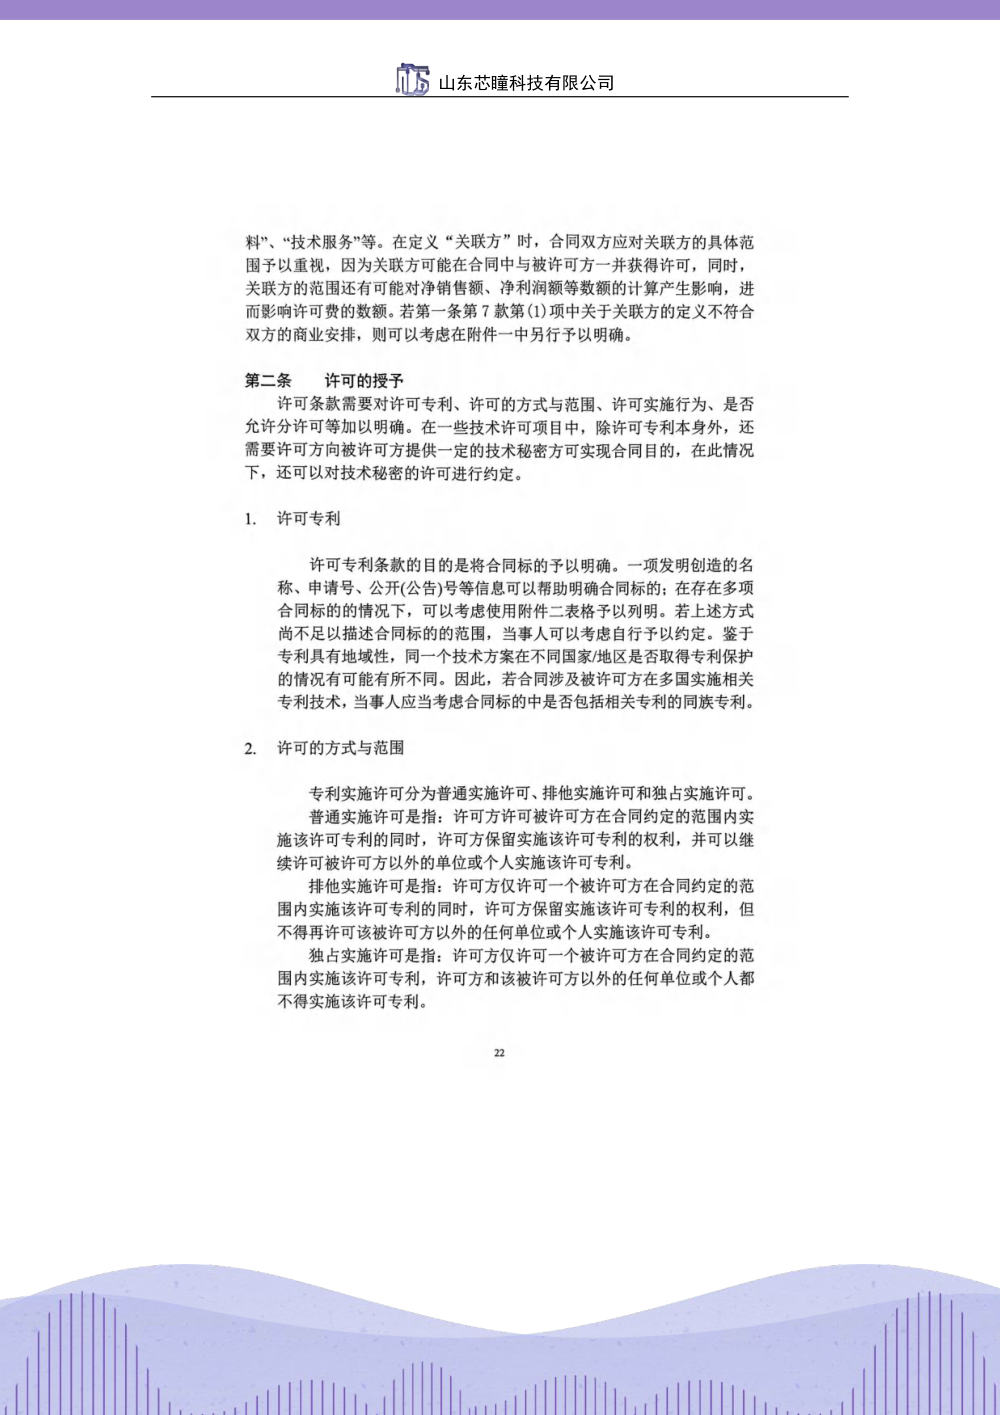 山东芯瞳科技有限公司
料”、“技术服务”等。在定义“关联方”时，合同双方应对关联方的具体范
围予以重视，因为关联方可能在合同中与被许可方一并获得许可，同时，
关联方的范围还有可能对净销售额、净利润额等数额的计算产生影响，进
而影响许可费的数额。若第一条第 7 款第(1)项中关于关联方的定义不符合
双方的商业安排，则可以考虑在附件一中另行予以明确。
第二条 许可的授予
许可条款需要对许可专利、许可的方式与范围、许可实施行为、是否
允许分许可等加以明确。在一些技术许可项目中，除许可专利本身外，还
需要许可方向被许可方提供一定的技术秘密方可实现合同目的，在此情况
下，还可以对技术秘密的许可进行约定。
1. 许可专利
许可专利条款的目的是将合同标的予以明确。一项发明创造的名
称、申请号、公开(公告)号等信息可以帮助明确合同标的；在存在多项
合同标的的情况下，可以考虑使用附件二表格予以列明。若上述方式
尚不足以描述合同标的的范围，当事人可以考虑自行予以约定。鉴于
专利具有地域性，同一个技术方案在不同国家/地区是否取得专利保护
的情况有可能有所不同。因此，若合同涉及被许可方在多国实施相关
专利技术，当事人应当考虑合同标的中是否包括相关专利的同族专利。
2. 许可的方式与范围
专利实施许可分为普通实施许可、排他实施许可和独占实施许可。
普通实施许可是指：许可方许可被许可方在合同约定的范围内实
施该许可专利的同时，许可方保留实施该许可专利的权利，并可以继
续许可被许可方以外的单位或个人实施该许可专利。
排他实施许可是指：许可方仅许可一个被许可方在合同约定的范
围内实施该许可专利的同时，许可方保留实施该许可专利的权利，但
不得再许可该被许可方以外的任何单位或个人实施该许可专利。
独占实施许可是指：许可方仅许可一个被许可方在合同约定的范
围内实施该许可专利，许可方和该被许可方以外的任何单位或个人都
不得实施该许可专利。
22